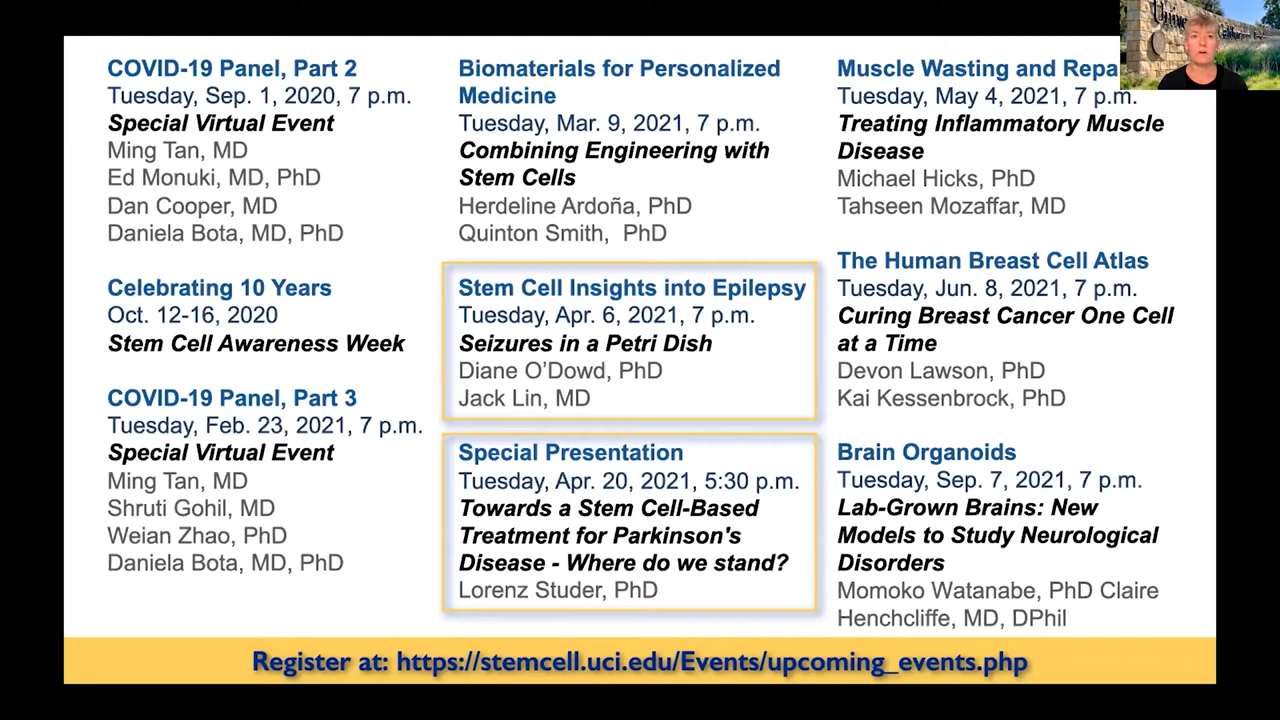 COVID-19 Panel, Part 2
Tuesday, Sep. 1, 2020, 7 p.m.
Special Virtual Event
Ming Tan, MD
Ed Monuki, MD, PhD
Dan Cooper, MD
Daniela Bota, MD, PhD
Celebrating 10 Years
Oct. 12-16, 2020
Stem Cell Awareness Week
COVID-19 Panel, Part 3
Tuesday, Feb. 23, 2021, 7 p.m.
Special Virtual Event
Ming Tan, MD
Shruti Gohil, MD
Weian Zhao, PhD
Daniela Bota, MD, PhD
Biomaterials for Personalized
Medicine
Tuesday, Mar. 9, 2021, 7 p.m.
Combining Engineering with
Stem Cells
Herdeline Ardoña, PhD
Quinton Smith, PhD
Stem Cell Insights into Epilepsy
Tuesday, Apr. 6, 2021, 7 p.m.
Seizures in a Petri Dish
Diane O'Dowd, PhD
Jack Lin, MD
Special Presentation
Tuesday, Apr. 20, 2021, 5:30 p.m.
Towards a Stem Cell-Based
Treatment for Parkinson's
Disease - Where do we stand?
Lorenz Studer, PhD
Muscle Wasting and Repa
Tuesday, May 4, 2021, 7 p.m.
Treating Inflammatory Muscle
Disease
Michael Hicks, PhD
Tahseen Mozaffar, MD
The Human Breast Cell Atlas
Tuesday, Jun. 8, 2021, 7 p.m.
Curing Breast Cancer One Cell
at a Time
Devon Lawson, PhD
Kai Kessenbrock, PhD
Brain Organoids
Tuesday, Sep. 7, 2021, 7 p.m.
Lab-Grown Brains: New
Models to Study Neurological
Disorders
Momoko Watanabe, PhD Claire
Henchcliffe, MD, DPhil
Register at: https://stemcell.uci.edu/Events/upcoming_events.php